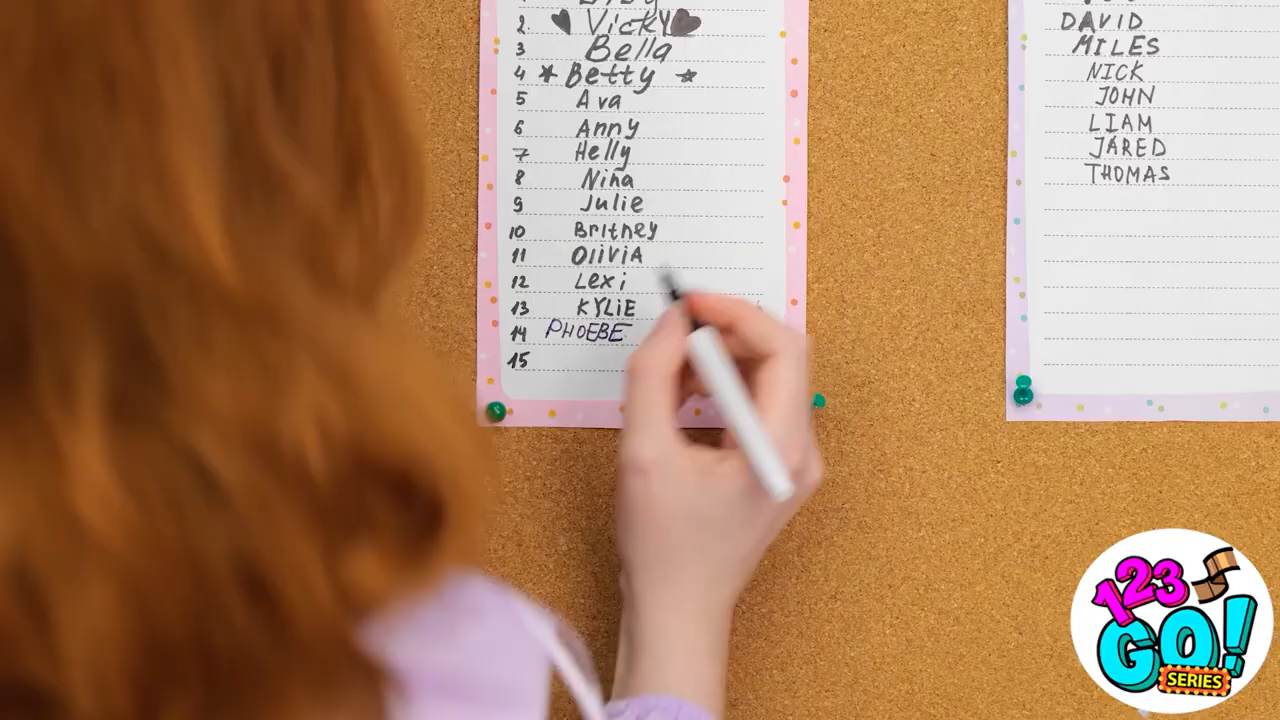 2. Vicky
3 Bella
4 * Betty *
5 Ava
6 Anny
7 Helly
8 Nina
9 Julie
10 Britney
11 OliViA
12 Lexi
13 KYLiE
14 PHOEBE
15
DAVID
MILES
NICK
JOHN
LIAM
JARED
THOMAS
123
GO!
SERIES